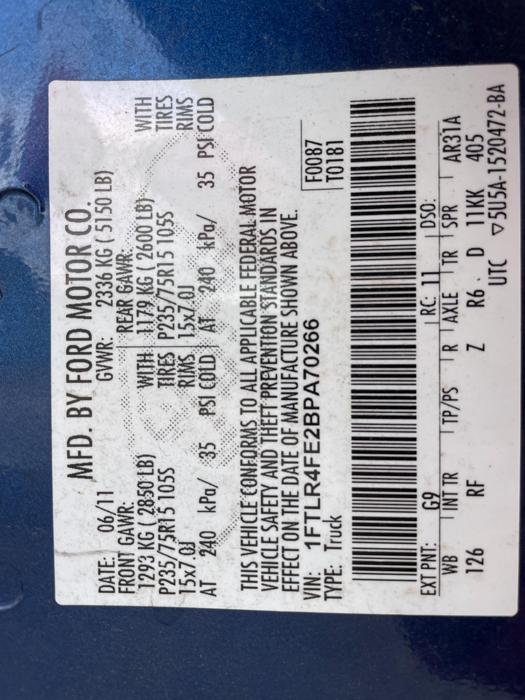 MFD. BY FORD MOTOR CO.
DATE: 06/11 GVWR: 2336 KG ( 5150 LB)
FRONT GAWR: REAR GAWR:
1293 KG ( 2850 LB) WITH 1179 KG ( 2600 LB) WITH
P235/75R15 105S TIRES P235/75R15 105S TIRES
15x7.0J RIMS 15x7.0J RIMS
AT 240 kPa/ 35 PSI COLD AT 240 kPa/ 35 PSI COLD
THIS VEHICLE CONFORMS TO ALL APPLICABLE FEDERAL MOTOR
VEHICLE SAFETY AND THEFT PREVENTION STANDARDS IN
EFFECT ON THE DATE OF MANUFACTURE SHOWN ABOVE.
VIN: 1FTLR4FE2BPA70266 F0087
TYPE: Truck T0181
EXT PNT: G9 RC: 11 DSO:
WB INT TR TP/PS R AXLE TR SPR AR31A
126 RF Z R6 D 11KK 405
UTC ▽5U5A-1520472-BA